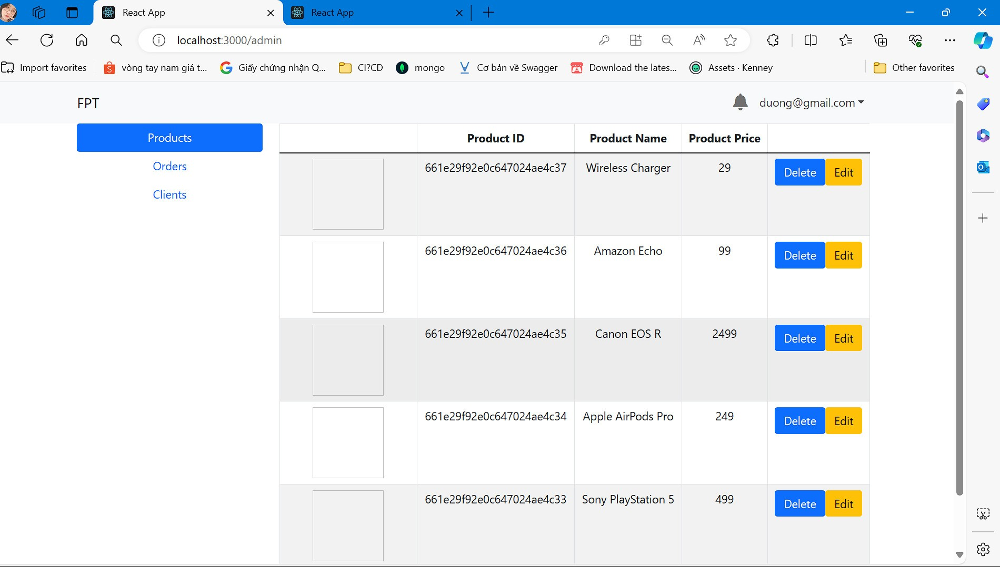 React App
React App
localhost:3000/admin
Import favorites
vòng tay nam giá t...
Giấy chứng nhận Q...
CI?CD
mongo
Cơ bản về Swagger
Download the lates...
Assets · Kenney
Other favorites
FPT
duong@gmail.com
Products
Orders
Clients
Product ID Product Name Product Price
661e29f92e0c647024ae4c37 Wireless Charger 29 Delete Edit
661e29f92e0c647024ae4c36 Amazon Echo 99 Delete Edit
661e29f92e0c647024ae4c35 Canon EOS R 2499 Delete Edit
661e29f92e0c647024ae4c34 Apple AirPods Pro 249 Delete Edit
661e29f92e0c647024ae4c33 Sony PlayStation 5 499 Delete Edit